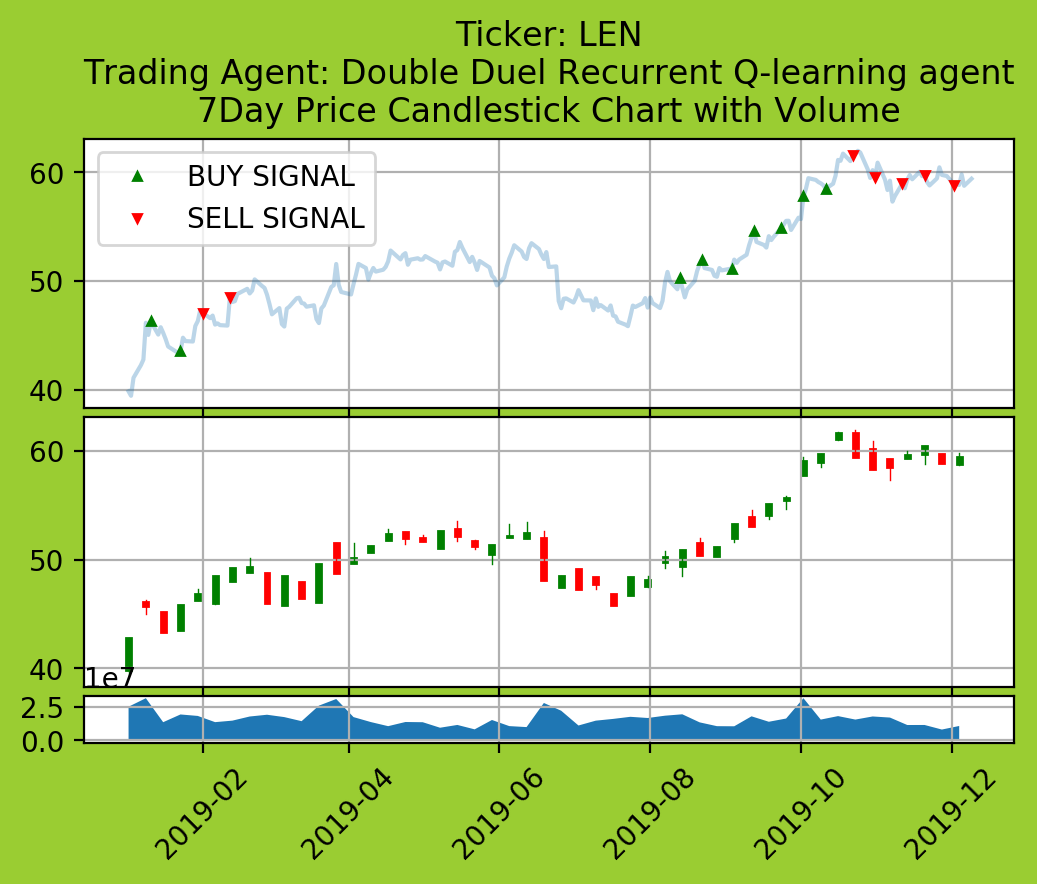 Ticker: LEN
Trading Agent: Double Duel Recurrent Q-learning agent
7Day Price Candlestick Chart with Volume
BUY SIGNAL
SELL SIGNAL
60
50
40
60
50
40
1e7
2.5
0.0
2019-02
2019-04
2019-06
2019-08
2019-10
2019-12